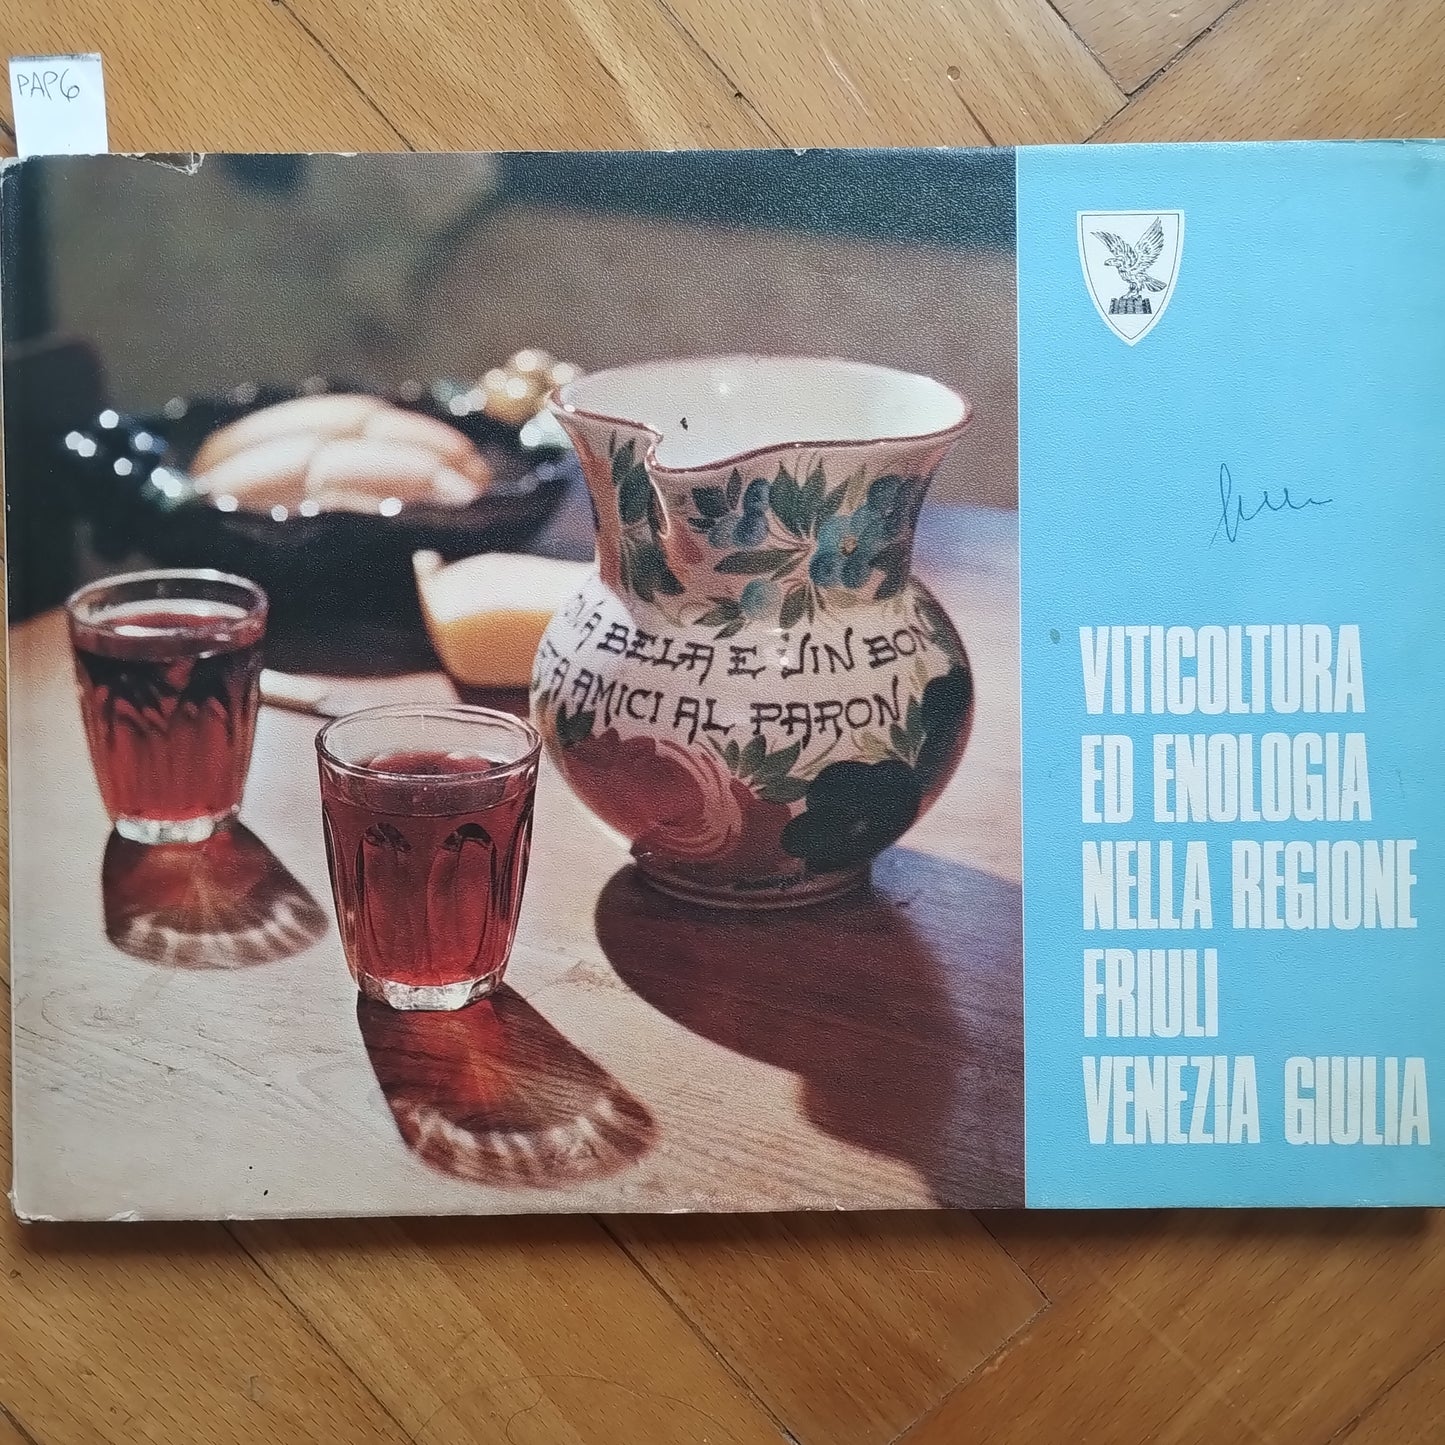 PAP6
BELA E VIN BON
AMICI AL PARON
VITICOLTURA
ED ENOLOGIA
NELLA REGIONE
FRIULI
VENEZIA GIULIA